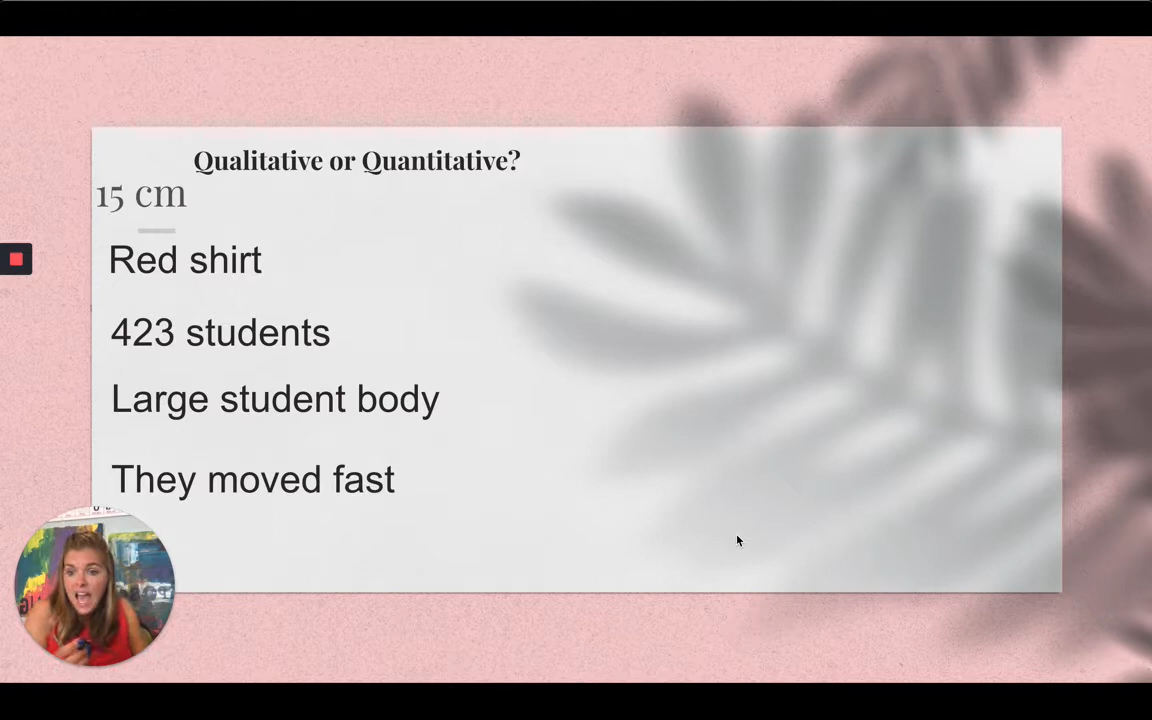 Qualitative or Quantitative?
15 cm
Red shirt
423 students
Large student body
They moved fast